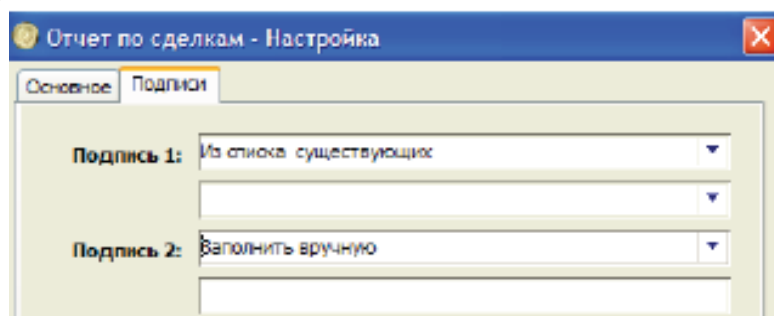 Отчет по сделкам - Настройка
Основное Подписи
Подпись 1: Из списка существующих
Подпись 2: Заполнить вручную